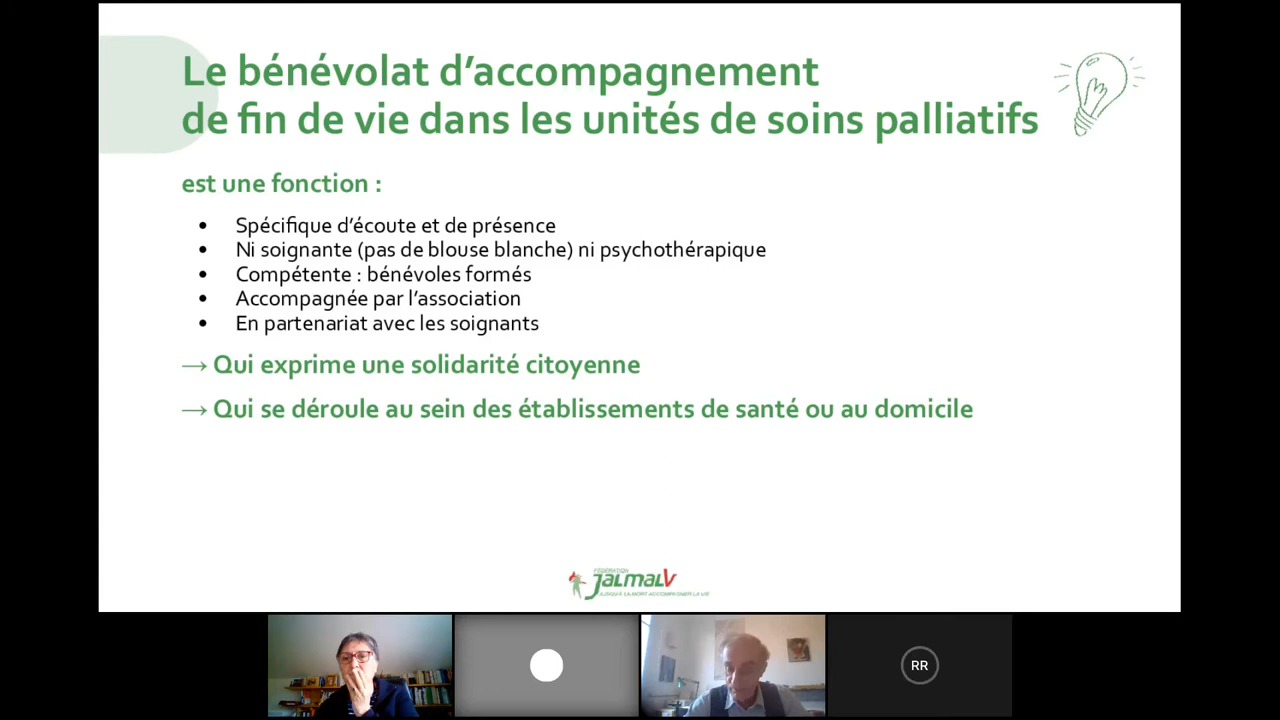 Le bénévolat d’accompagnement
de fin de vie dans les unités de soins palliatifs
est une fonction :
• Spécifique d’écoute et de présence
• Ni soignante (pas de blouse blanche) ni psychothérapique
• Compétente : bénévoles formés
• Accompagnée par l’association
• En partenariat avec les soignants
→ Qui exprime une solidarité citoyenne
→ Qui se déroule au sein des établissements de santé ou au domicile
FÉDÉRATION
JALMALV
JUSQU'À LA MORT ACCOMPAGNER LA VIE
RR